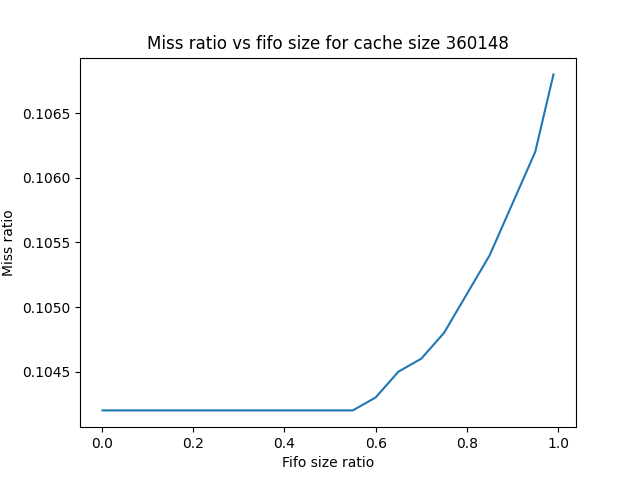 Miss ratio vs fifo size for cache size 360148
0.1065
0.1060
0.1055
0.1050
0.1045
Miss ratio
0.0 0.2 0.4 0.6 0.8 1.0
Fifo size ratio